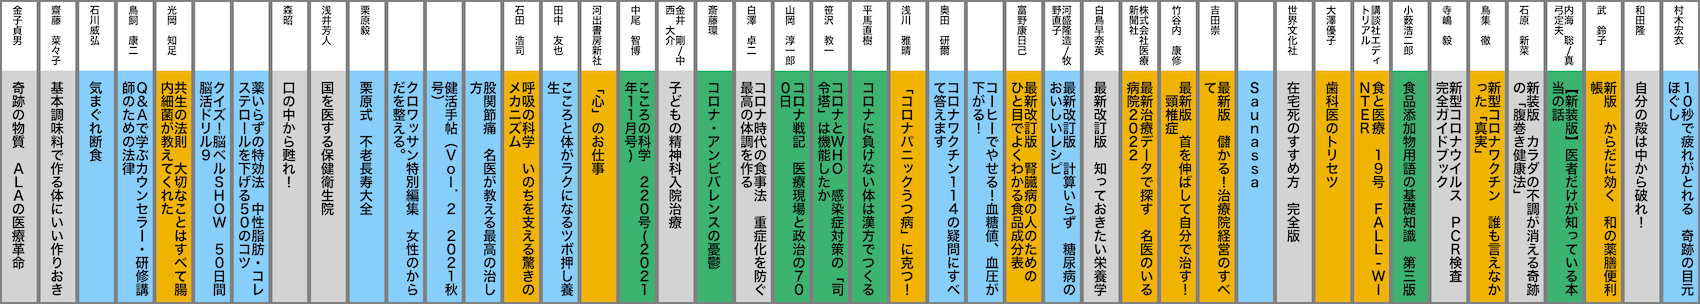 村木宏衣
10秒で疲れがとれる 奇跡の目元
ほぐし
和田隆
自分の殻は中から破れ!
武 鈴子
新版 からだに効く 和の薬膳便利
帳
内海 聡/真
弓定夫
【新装版】医者だけが知っている本
当の話
石原 新菜
新装版 カラダの不調が消える奇跡
の「腹巻き健康法」
鳥集 徹
新型コロナワクチン 誰も言えなか
った「真実」
寺嶋 毅
新型コロナウイルス PCR検査
完全ガイドブック
小薮浩二郎
食品添加物用語の基礎知識 第三版
講談社エディ
トリアル
食と医療 19号 FALL-WI
NTER
大澤優子
歯科医のトリセツ
世界文化社
在宅死のすすめ方 完全版
Saunassa
吉田崇
最新版 儲かる!治療院経営のすべ
て
竹谷内 康修
最新版 首を伸ばして自分で治す!
頸椎症
株式会社医療
新聞社
最新治療データで探す 名医のいる
病院2022
白鳥早奈英
最新改訂版 知っておきたい栄養学
河盛隆造/牧
野直子
最新改訂版 計算いらず 糖尿病の
おいしいレシピ
富野康日己
最新改訂版 腎臓病の人のための
ひと目でよくわかる食品成分表
コーヒーでやせる!血糖値、血圧が
下がる!
奥田 研爾
コロナワクチン114の疑問にすべ
て答えます
浅川 雅晴
「コロナパニックうつ病」に克つ!
平馬直樹
コロナに負けない体は漢方でつくる
笹沢 教一
コロナとWHO 感染症対策の「司
令塔」は機能したか
山岡 淳一郎
コロナ戦記 医療現場と政治の70
0日
白澤 卓二
コロナ時代の食事法 重症化を防ぐ
最高の体調を作る
斎藤環
コロナ・アンビバレンスの憂鬱
金井 剛/中
西 大介
子どもの精神科入院治療
中尾 智博
こころの科学 220号(2021
年11月号)
河出書房新社
「心」のお仕事
田中 友也
こころと体がラクになるツボ押し養
生
石田 浩司
呼吸の科学 いのちを支える驚きの
メカニズム
股関節痛 名医が教える最高の治し
方
健活手帖(Vol.2 2021秋
号)
クロワッサン特別編集 女性のから
だを整える。
栗原毅
栗原式 不老長寿大全
浅井芳人
国を医する保健衛生院
森昭
口の中から甦れ!
薬いらずの特効法 中性脂肪・コレ
ステロールを下げる50のコツ
クイズ!脳ベルSHOW 50日間
脳活ドリル9
光岡 知足
共生の法則 大切なことはすべて腸
内細菌が教えてくれた
鳥飼 康二
Q&Aで学ぶカウンセラー・研修講
師のための法律
石川威弘
気まぐれ断食
齋藤 菜々子
基本調味料で作る体にいい作りおき
金子貞男
奇跡の物質 ALAの医療革命